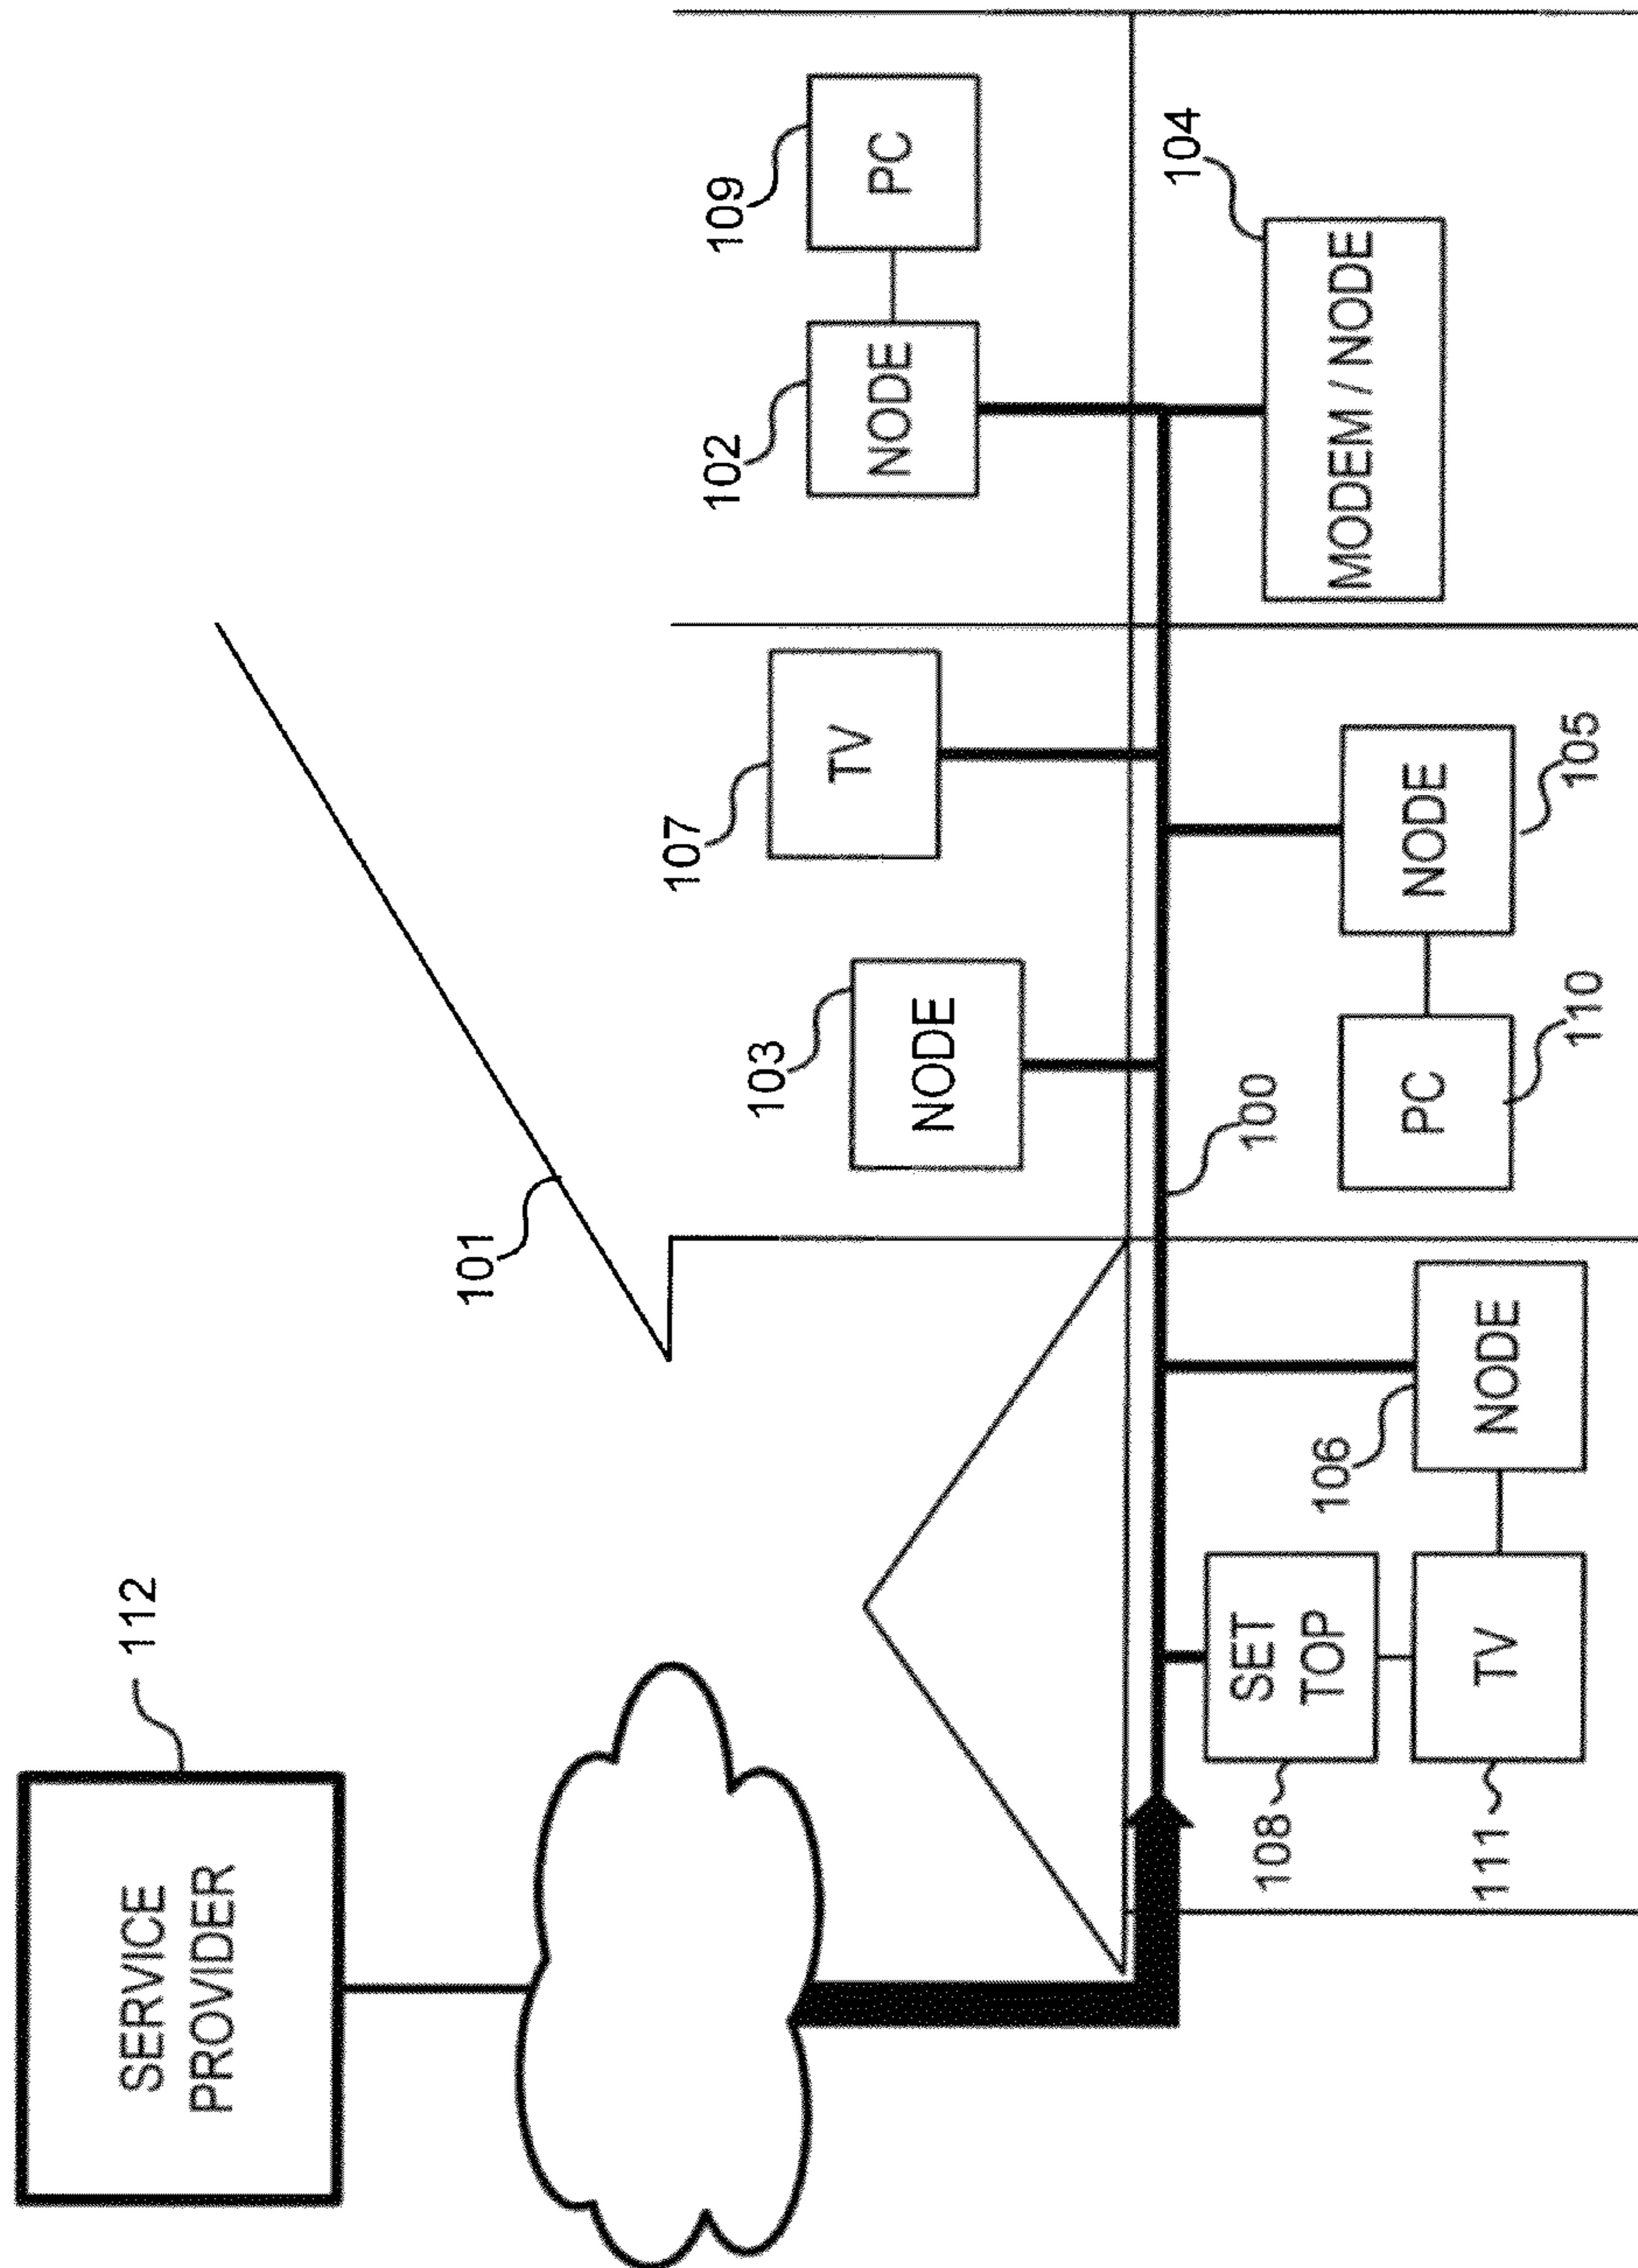 SERVICE
PROVIDER
112
101
103
NODE
107
TV
102
NODE
109
PC
100
108
SET
TOP
111
TV
106
NODE
PC
110
NODE
105
MODEM / NODE
104